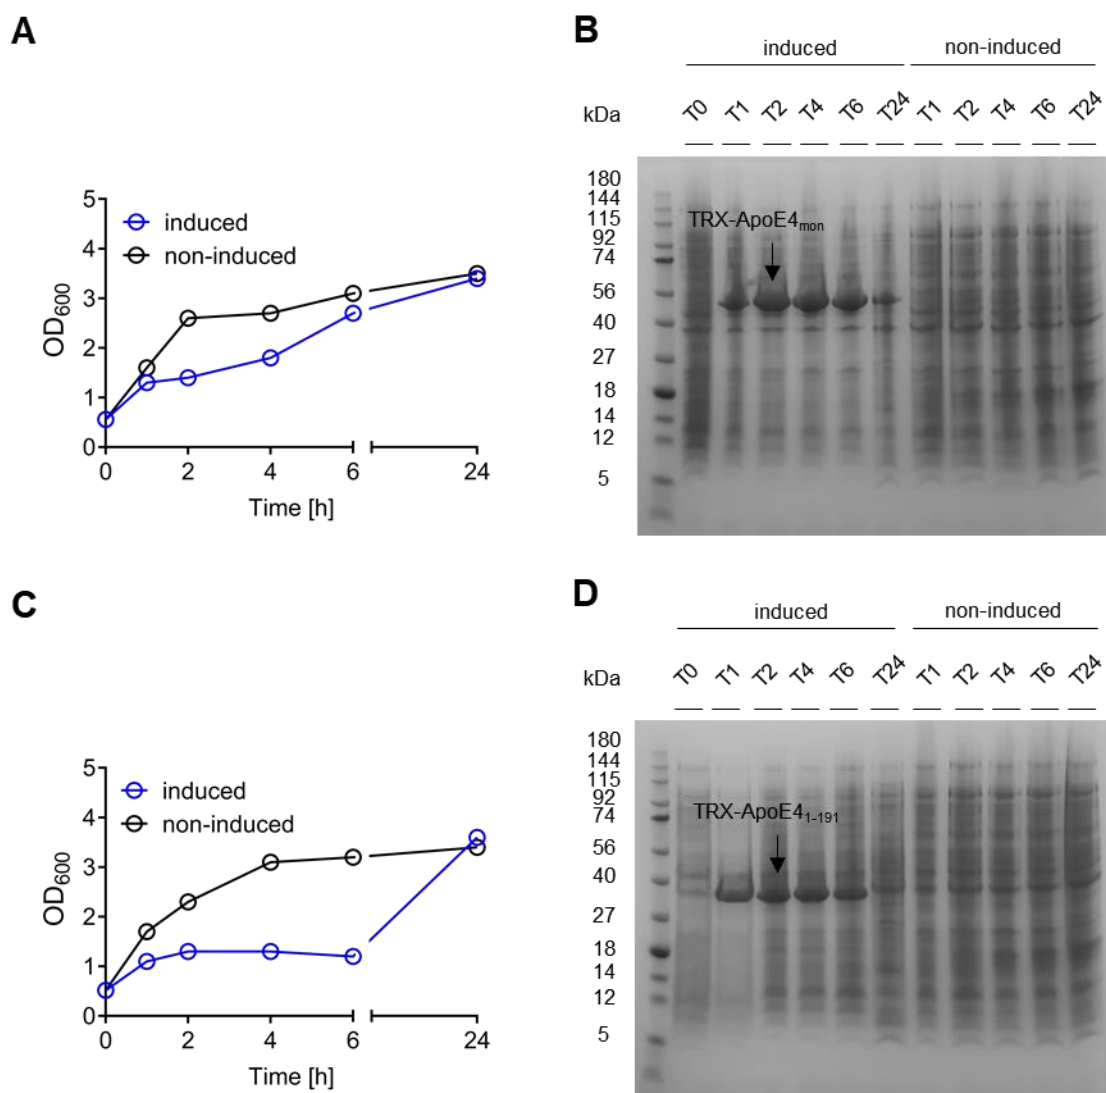 A
OD600
5
4
3
2
1
0
induced
non-induced
0 2 4 6 24
Time [h]
B
induced non-induced
kDa T0 T1 T2 T4 T6 T24 T1 T2 T4 T6 T24
180
144
115
92
74
56
40
27
18
14
12
5
TRX-ApoE4mon
C
OD600
5
4
3
2
1
0
induced
non-induced
0 2 4 6 24
Time [h]
D
induced non-induced
kDa T0 T1 T2 T4 T6 T24 T1 T2 T4 T6 T24
180
144
115
92
74
56
40
27
18
14
12
5
TRX-ApoE41-191